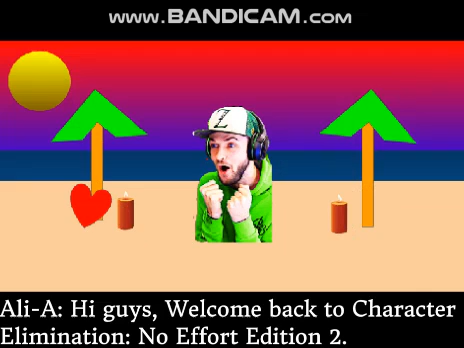 www.BANDICAM.com
Ali-A: Hi guys, Welcome back to Character
Elimination: No Effort Edition 2.